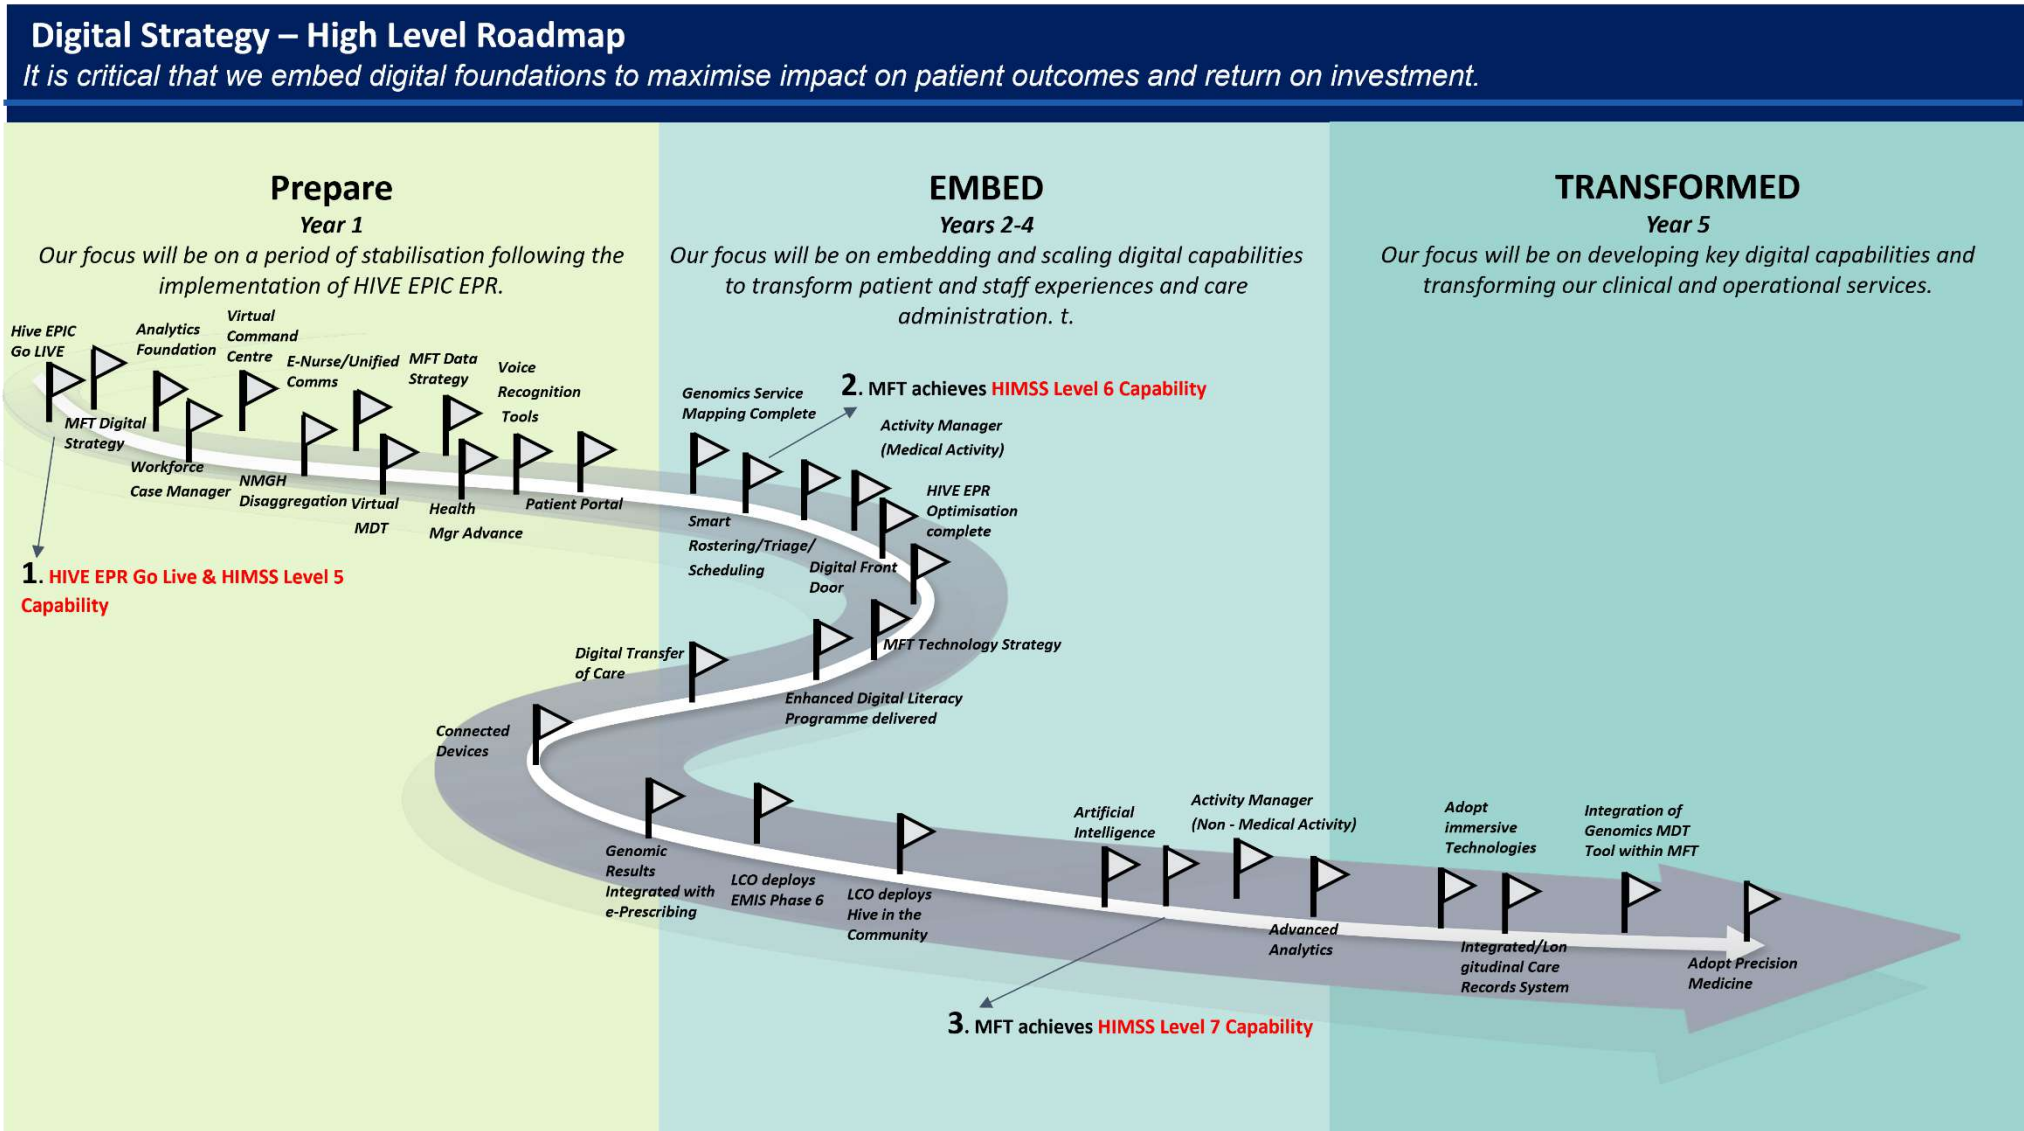 Digital Strategy – High Level Roadmap
It is critical that we embed digital foundations to maximise impact on patient outcomes and return on investment.
Prepare
Year 1
Our focus will be on a period of stabilisation following the
implementation of HIVE EPIC EPR.
EMBED
Years 2-4
Our focus will be on embedding and scaling digital capabilities
to transform patient and staff experiences and care
administration. t.
TRANSFORMED
Year 5
Our focus will be on developing key digital capabilities and
transforming our clinical and operational services.
Hive EPIC
Go LIVE
MFT Digital
Strategy
Analytics
Foundation
Workforce
Case Manager
Virtual
Command
Centre
NMGH
Disaggregation
E-Nurse/Unified
Comms
Virtual
MDT
MFT Data
Strategy
Health
Mgr Advance
Voice
Recognition
Tools
Patient Portal
1. HIVE EPR Go Live & HIMSS Level 5
Capability
Genomics Service
Mapping Complete
2. MFT achieves HIMSS Level 6 Capability
Smart
Rostering/Triage/
Scheduling
Activity Manager
(Medical Activity)
Digital Front
Door
HIVE EPR
Optimisation
complete
MFT Technology Strategy
Enhanced Digital Literacy
Programme delivered
Digital Transfer
of Care
Connected
Devices
Genomic
Results
Integrated with
e-Prescribing
LCO deploys
EMIS Phase 6
LCO deploys
Hive in the
Community
Artificial
Intelligence
3. MFT achieves HIMSS Level 7 Capability
Activity Manager
(Non - Medical Activity)
Advanced
Analytics
Adopt
immersive
Technologies
Integrated/Lon
gitudinal Care
Records System
Integration of
Genomics MDT
Tool within MFT
Adopt Precision
Medicine